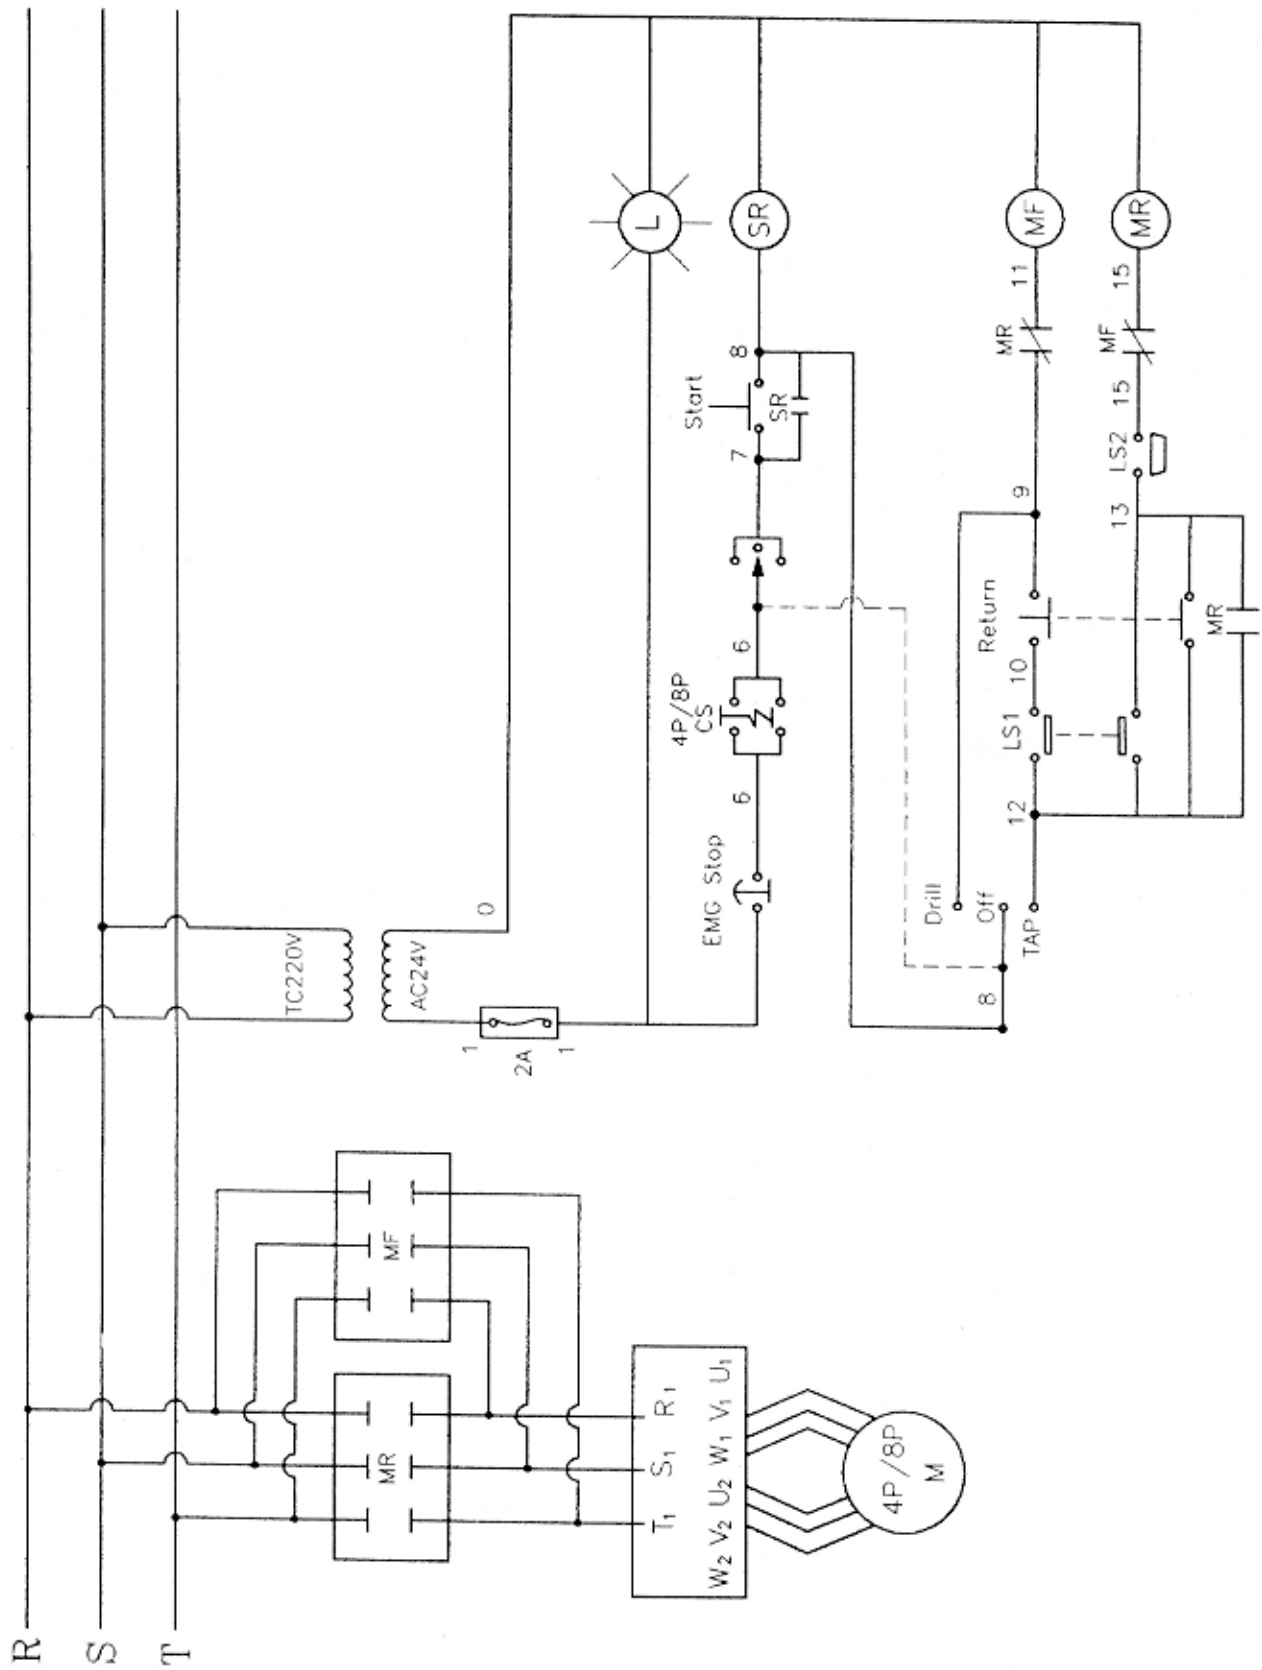 R
S
T
TC220V
AC24V
0
1
2A
1
L
EMG Stop
6
4P/8P
CS
6
7
Start
SR
8
SR
Drill
Off
TAP
8
12
LS1
10
Return
9
MR
11
MF
13
LS2
15
MF
15
MR
MR
MR
MF
T1
S1
R1
W2
V2
U2
W1
V1
U1
4P/8P
M